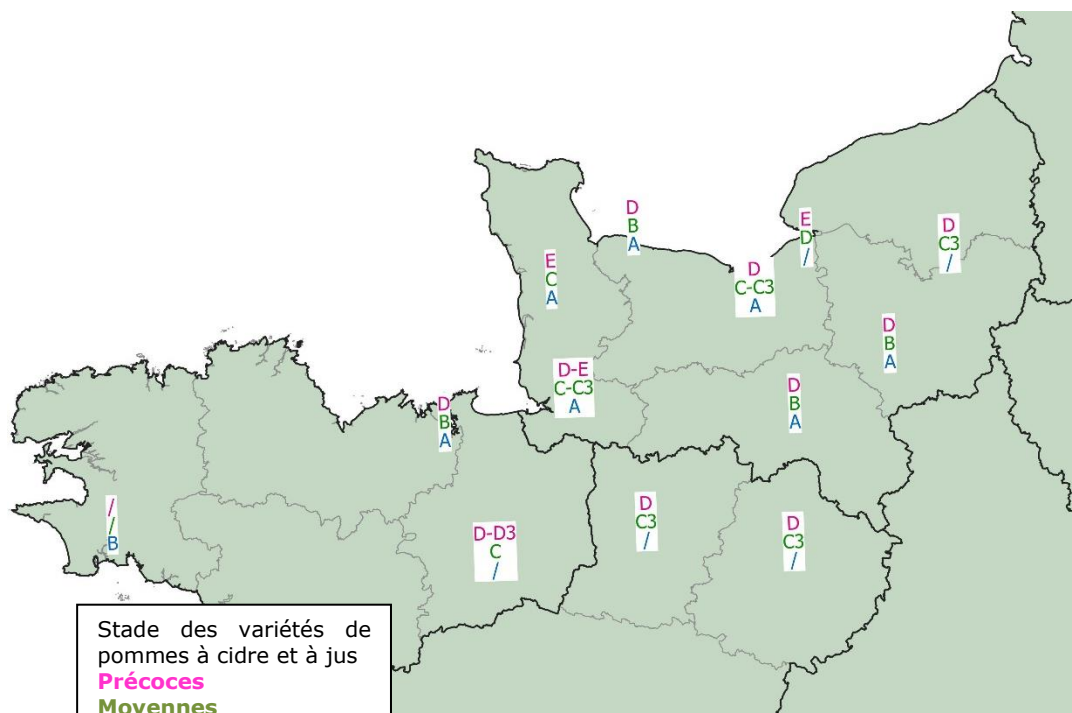 D
B
A
E
D
/
D
C3
/
E
C
A
D
C-C3
A
D
B
A
D-E
C-C3
A
D
B
A
D
B
A
/
/
B
D-D3
C
/
D
C3
/
D
C3
/
Stade des variétés de
pommes à cidre et à jus
Précoces
Moyennes